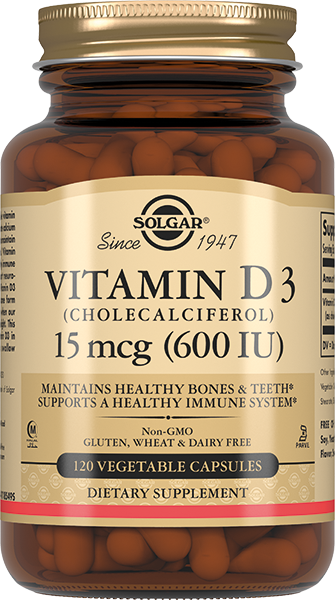 SOLGAR®
Since 1947
VITAMIN D3
(CHOLECALCIFEROL)
15 mcg (600 IU)
MAINTAINS HEALTHY BONES & TEETH*
SUPPORTS A HEALTHY IMMUNE SYSTEM*
Non-GMO
GLUTEN, WHEAT & DAIRY FREE
120 VEGETABLE CAPSULES
DIETARY SUPPLEMENT
PARVE